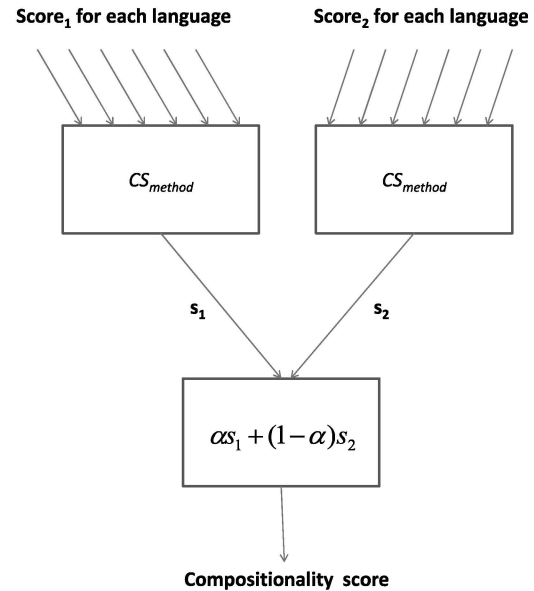 Score₁ for each language
Score₂ for each language
CS_method
CS_method
s₁
s₂
αs₁ + (1−α)s₂
Compositionality score